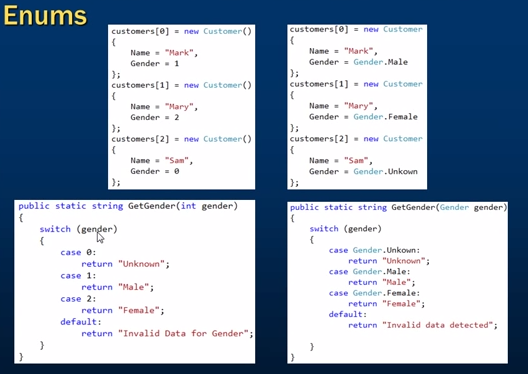 Enums
customers[0] = new Customer()
{
    Name = "Mark",
    Gender = 1
};
customers[1] = new Customer()
{
    Name = "Mary",
    Gender = 2
};
customers[2] = new Customer()
{
    Name = "Sam",
    Gender = 0
};
customers[0] = new Customer
{
    Name = "Mark",
    Gender = Gender.Male
};
customers[1] = new Customer
{
    Name = "Mary",
    Gender = Gender.Female
};
customers[2] = new Customer
{
    Name = "Sam",
    Gender = Gender.Unkown
};
public static string GetGender(int gender)
{
    switch (gender)
    {
        case 0:
            return "Unknown";
        case 1:
            return "Male";
        case 2:
            return "Female";
        default:
            return "Invalid Data for Gender";
    }
}
public static string GetGender(Gender gender)
{
    switch (gender)
    {
        case Gender.Unkown:
            return "Unknown";
        case Gender.Male:
            return "Male";
        case Gender.Female:
            return "Female";
        default:
            return "Invalid data detected";
    }
}